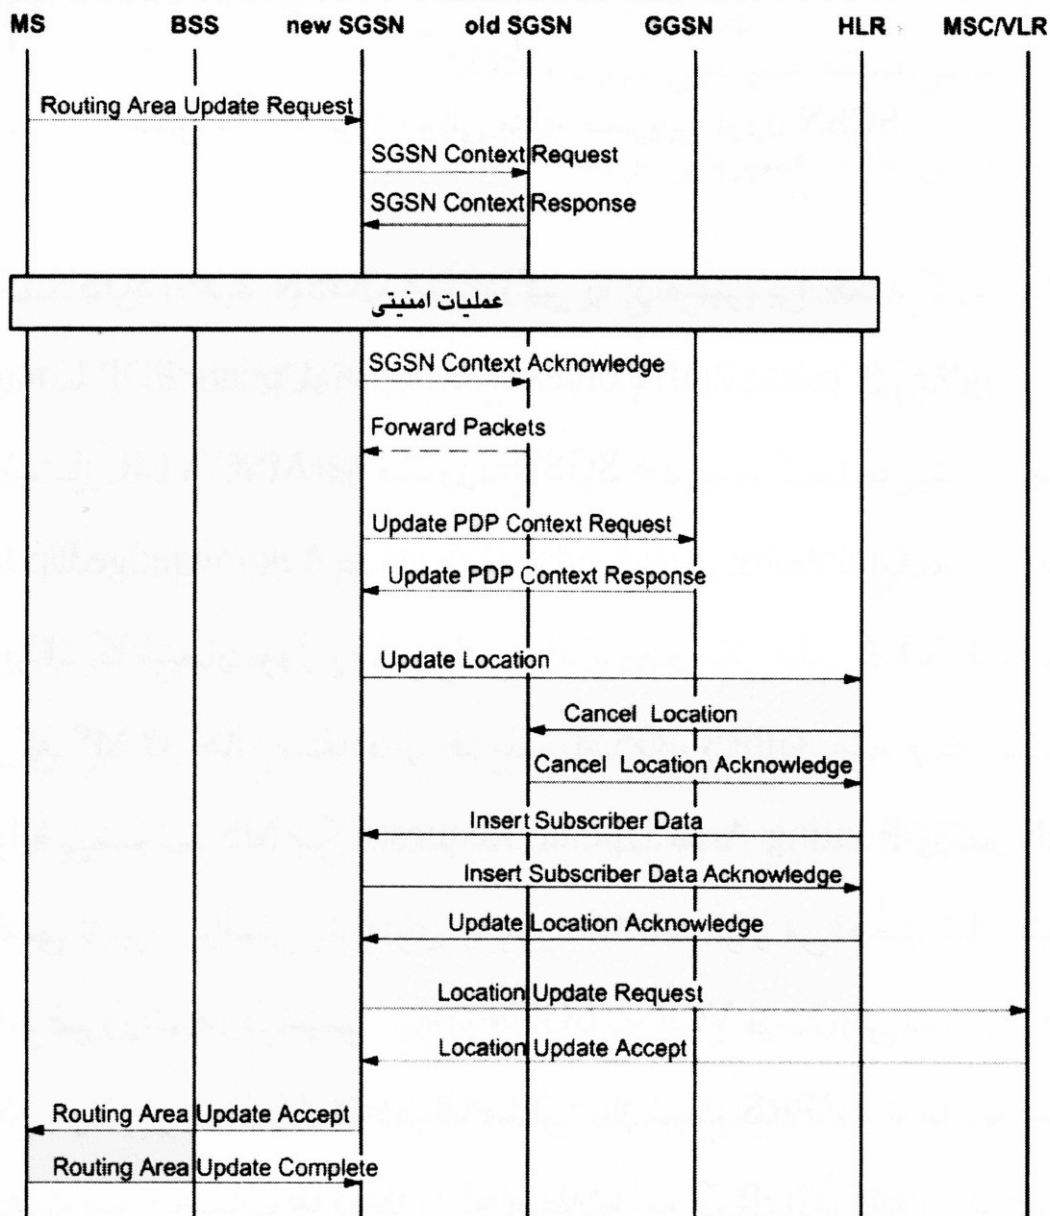 MS BSS new SGSN old SGSN GGSN HLR MSC/VLR
Routing Area Update Request
SGSN Context Request
SGSN Context Response
عملیات امنیتی
SGSN Context Acknowledge
Forward Packets
Update PDP Context Request
Update PDP Context Response
Update Location
Cancel Location
Cancel Location Acknowledge
Insert Subscriber Data
Insert Subscriber Data Acknowledge
Update Location Acknowledge
Location Update Request
Location Update Accept
Routing Area Update Accept
Routing Area Update Complete